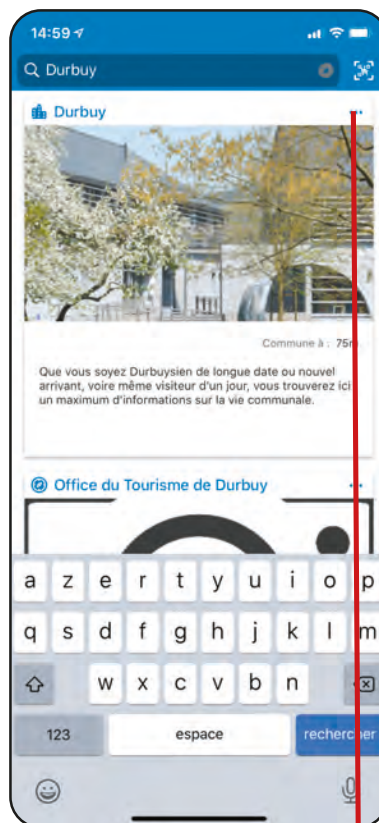 14:59
Durbuy
Durbuy
Commune à : 75m
Que vous soyez Durbuysien de longue date ou nouvel
arrivant, voire même visiteur d'un jour, vous trouverez ici
un maximum d'informations sur la vie communale.
Office du Tourisme de Durbuy
a z e r t y u i o p
q s d f g h j k l m
w x c v b n
123 espace rechercher